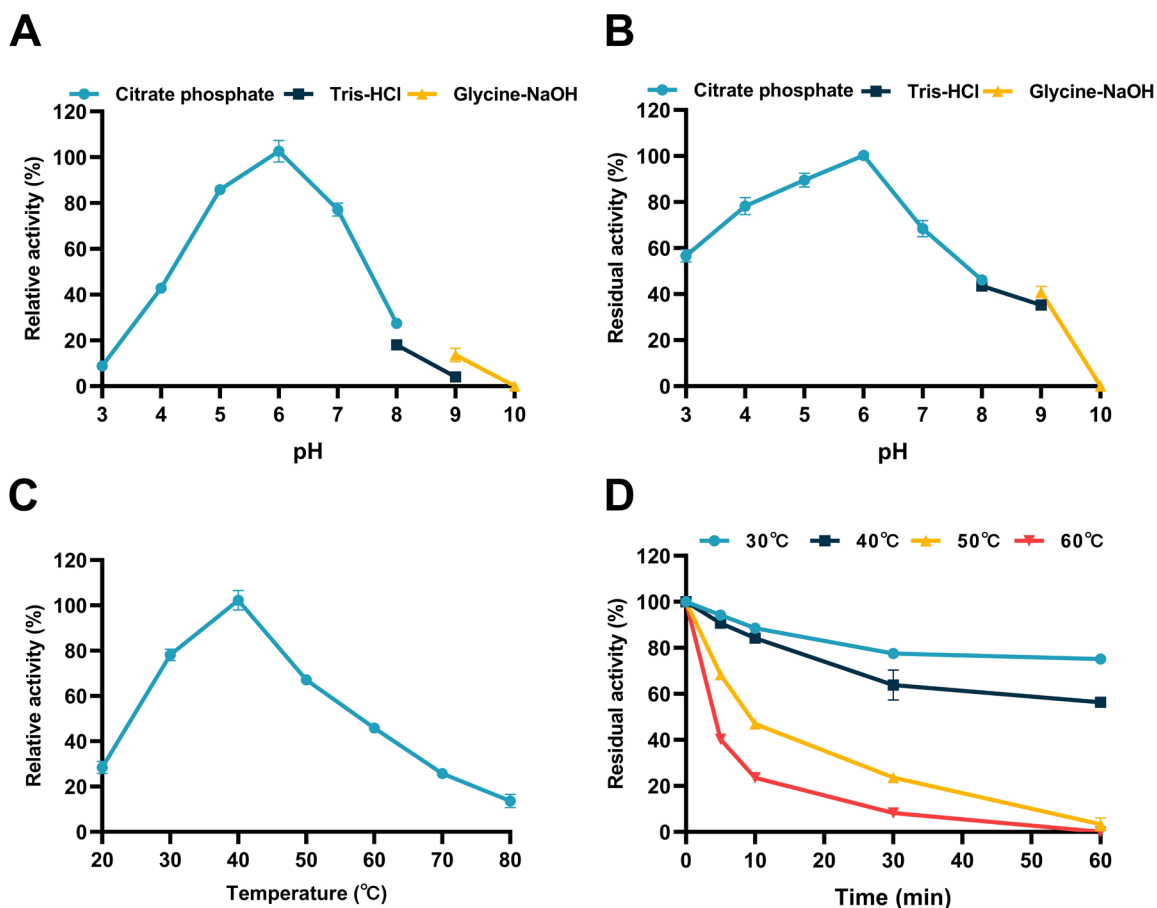 A
Citrate phosphate Tris-HCl Glycine-NaOH
Relative activity (%)
120
100
80
60
40
20
0
3 4 5 6 7 8 9 10
pH
B
Citrate phosphate Tris-HCl Glycine-NaOH
Residual activity (%)
120
100
80
60
40
20
0
3 4 5 6 7 8 9 10
pH
C
Relative activity (%)
120
100
80
60
40
20
0
20 30 40 50 60 70 80
Temperature (℃)
D
30℃ 40℃ 50℃ 60℃
Residual activity (%)
120
100
80
60
40
20
0
0 10 20 30 40 50 60
Time (min)